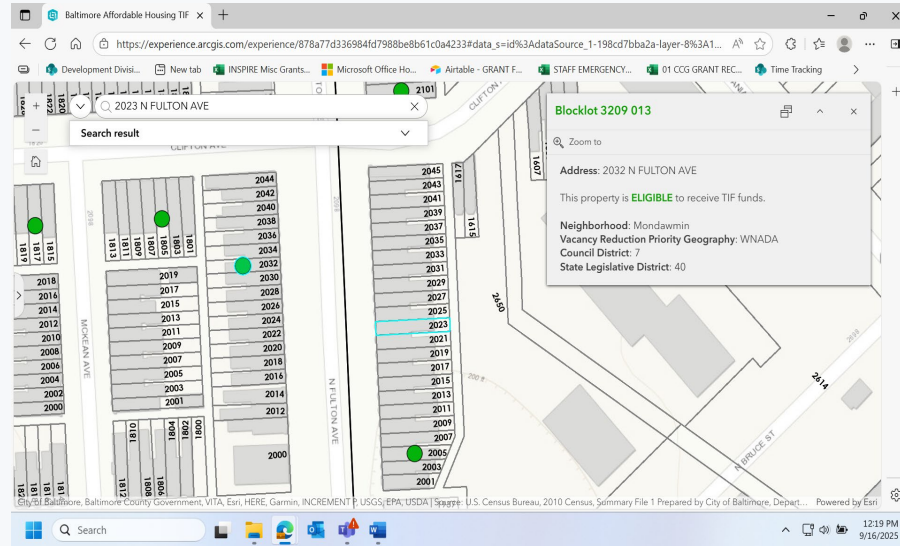 Baltimore Affordable Housing TIF
https://experience.arcgis.com/experience/878a77d336984fd7988be8b61c0a4233#data_s=id%3AdataSource_1-198cd7bba2a-layer-8%3A1...
Development Divisi...
New tab
INSPIRE Misc Grants...
Microsoft Office Ho...
Airtable - GRANT F...
STAFF EMERGENCY...
01 CCG GRANT REC...
Time Tracking
2023 N FULTON AVE
Search result
Blocklot 3209 013
Zoom to
Address: 2032 N FULTON AVE
This property is ELIGIBLE to receive TIF funds.
Neighborhood: Mondawmin
Vacancy Reduction Priority Geography: WNADA
Council District: 7
State Legislative District: 40
1822
1820
2101
CLIFTON
CLIFTON AVE
1819
1817
1815
1813
1811
1809
1807
1805
1803
1801
2018
2016
2014
2012
2010
2008
2006
2004
2002
2000
MCKEAN AVE
2019
2017
2015
2013
2011
2009
2007
2005
2003
2001
1810
1804
1802
1800
1812
1808
1806
2044
2042
2040
2038
2036
2034
2032
2030
2028
2026
2024
2022
2020
2018
2016
2014
2012
2000
N FULTON AVE
2045
2043
2041
2039
2037
2035
2033
2031
2029
2027
2025
2023
2021
2019
2017
2015
2013
2011
2009
2007
2005
2003
2001
1617
1615
1607
2650
200 ft
2614
N BRUCE ST
City of Baltimore, Baltimore County Government, VITA, Esri, HERE, Garmin, INCREMENT P, USGS, EPA, USDA | Source: U.S. Census Bureau, 2010 Census, Summary File 1 Prepared by City of Baltimore, Depart...
Powered by Esri
Search
12:19 PM
9/16/2025